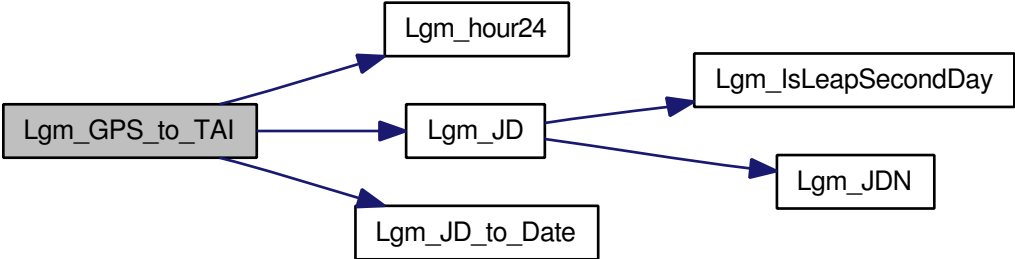 Lgm_hour24
Lgm_IsLeapSecondDay
Lgm_GPS_to_TAI
Lgm_JD
Lgm_JDN
Lgm_JD_to_Date